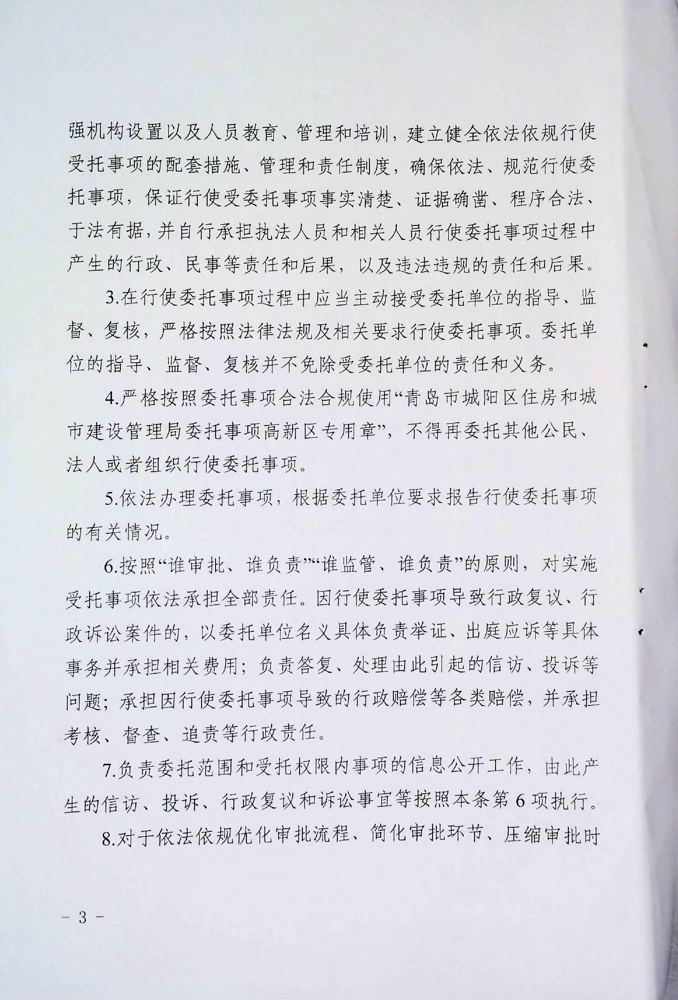 强机构设置以及人员教育、管理和培训，建立健全依法依规行使
受托事项的配套措施、管理和责任制度，确保依法、规范行使委
托事项，保证行使受委托事项事实清楚、证据确凿、程序合法、
于法有据，并自行承担执法人员和相关人员行使委托事项过程中
产生的行政、民事等责任和后果，以及违法违规的责任和后果。
3.在行使委托事项过程中应当主动接受委托单位的指导、监
督、复核，严格按照法律法规及相关要求行使委托事项。委托单
位的指导、监督、复核并不免除受委托单位的责任和义务。
4.严格按照委托事项合法合规使用“青岛市城阳区住房和城
市建设管理局委托事项高新区专用章”，不得再委托其他公民、
法人或者组织行使委托事项。
5.依法办理委托事项，根据委托单位要求报告行使委托事项
的有关情况。
6.按照“谁审批、谁负责”“谁监管、谁负责”的原则，对实施
受托事项依法承担全部责任。因行使委托事项导致行政复议、行
政诉讼案件的，以委托单位名义具体负责举证、出庭应诉等具体
事务并承担相关费用；负责答复、处理由此引起的信访、投诉等
问题；承担因行使委托事项导致的行政赔偿等各类赔偿，并承担
考核、督查、追责等行政责任。
7.负责委托范围和受托权限内事项的信息公开工作，由此产
生的信访、投诉、行政复议和诉讼事宜等按照本条第 6 项执行。
8.对于依法依规优化审批流程、简化审批环节、压缩审批时
- 3 -